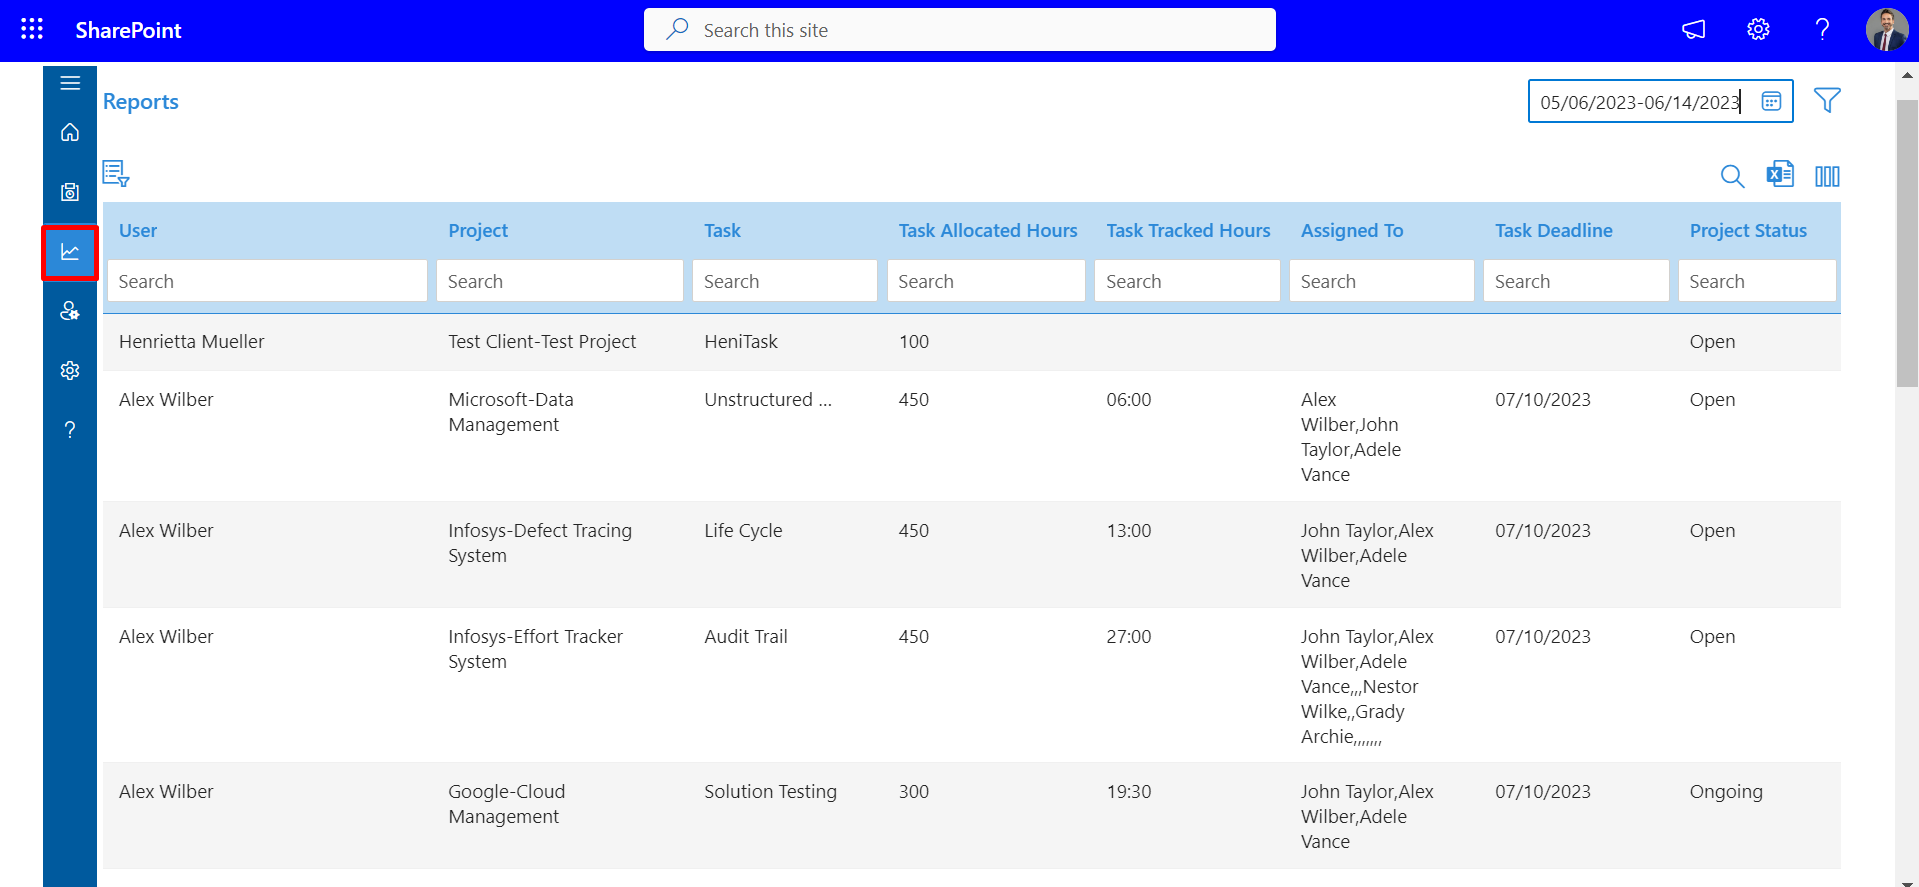 SharePoint
Search this site
Reports
05/06/2023-06/14/2023
User Project Task Task Allocated Hours Task Tracked Hours Assigned To Task Deadline Project Status
Search Search Search Search Search Search Search Search
Henrietta Mueller Test Client-Test Project HeniTask 100 Open
Alex Wilber Microsoft-Data Unstructured ... 450 06:00 Alex 07/10/2023 Open
Management Wilber,John
Taylor,Adele
Vance
Alex Wilber Infosys-Defect Tracing Life Cycle 450 13:00 John Taylor,Alex 07/10/2023 Open
System Wilber,Adele
Vance
Alex Wilber Infosys-Effort Tracker Audit Trail 450 27:00 John Taylor,Alex 07/10/2023 Open
System Wilber,Adele
Vance,,,Nestor
Wilke,,Grady
Archie,,,,,,,
Alex Wilber Google-Cloud Solution Testing 300 19:30 John Taylor,Alex 07/10/2023 Ongoing
Management Wilber,Adele
Vance